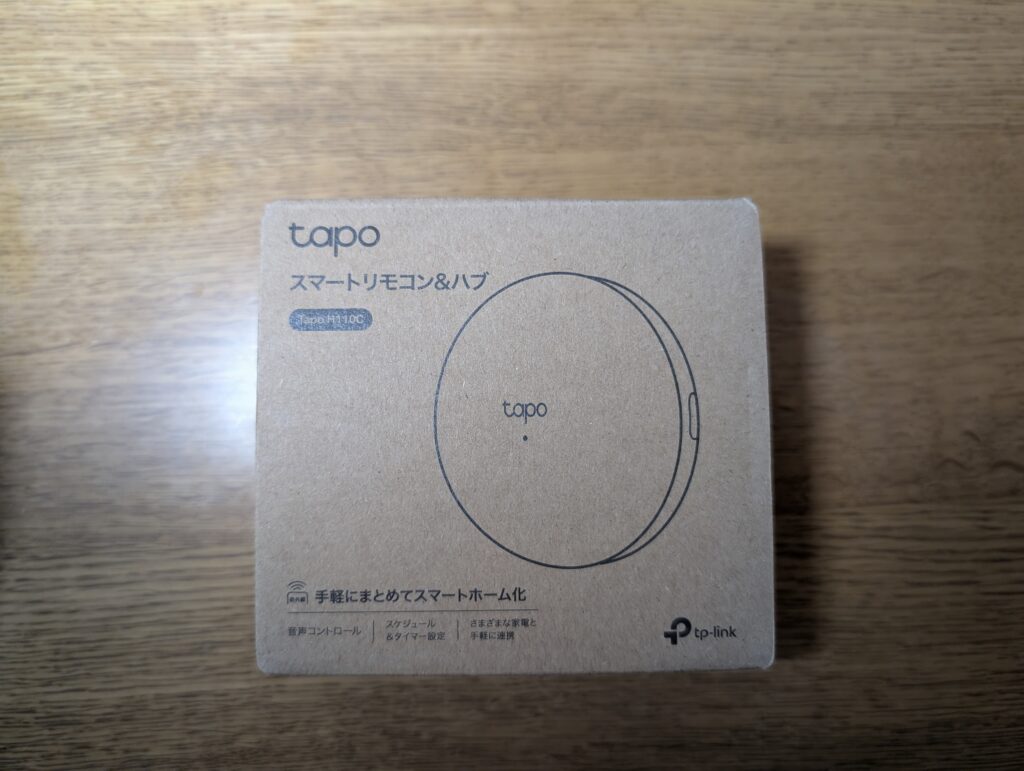 tapo
スマートリモコン&ハブ
Tapo H110C
tapo
赤外線
手軽にまとめてスマートホーム化
音声コントロール
スケジュール
&タイマー設定
さまざまな家電と
手軽に連携
tp-link